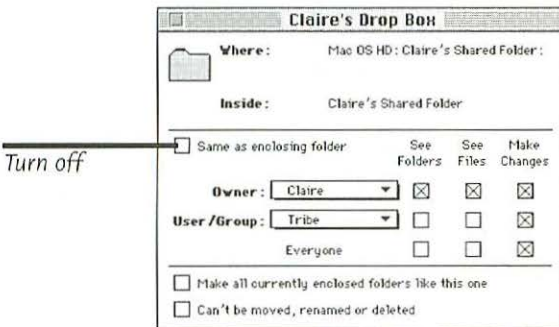 Claire's Drop Box
Where: Mac OS HD: Claire's Shared Folder:
Inside: Claire's Shared Folder
Turn off
Same as enclosing folder
See Folders
See Files
Make Changes
Owner: Claire
User/Group: Tribe
Everyone
Make all currently enclosed folders like this one
Can't be moved, renamed or deleted